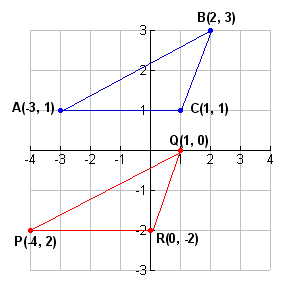 B(2, 3)
3
2
A(-3, 1)
1
C(1, 1)
Q(1, 0)
-4 -3 -2 -1 1 2 3 4
-1
P(-4, 2)
-2
R(0, -2)
-3